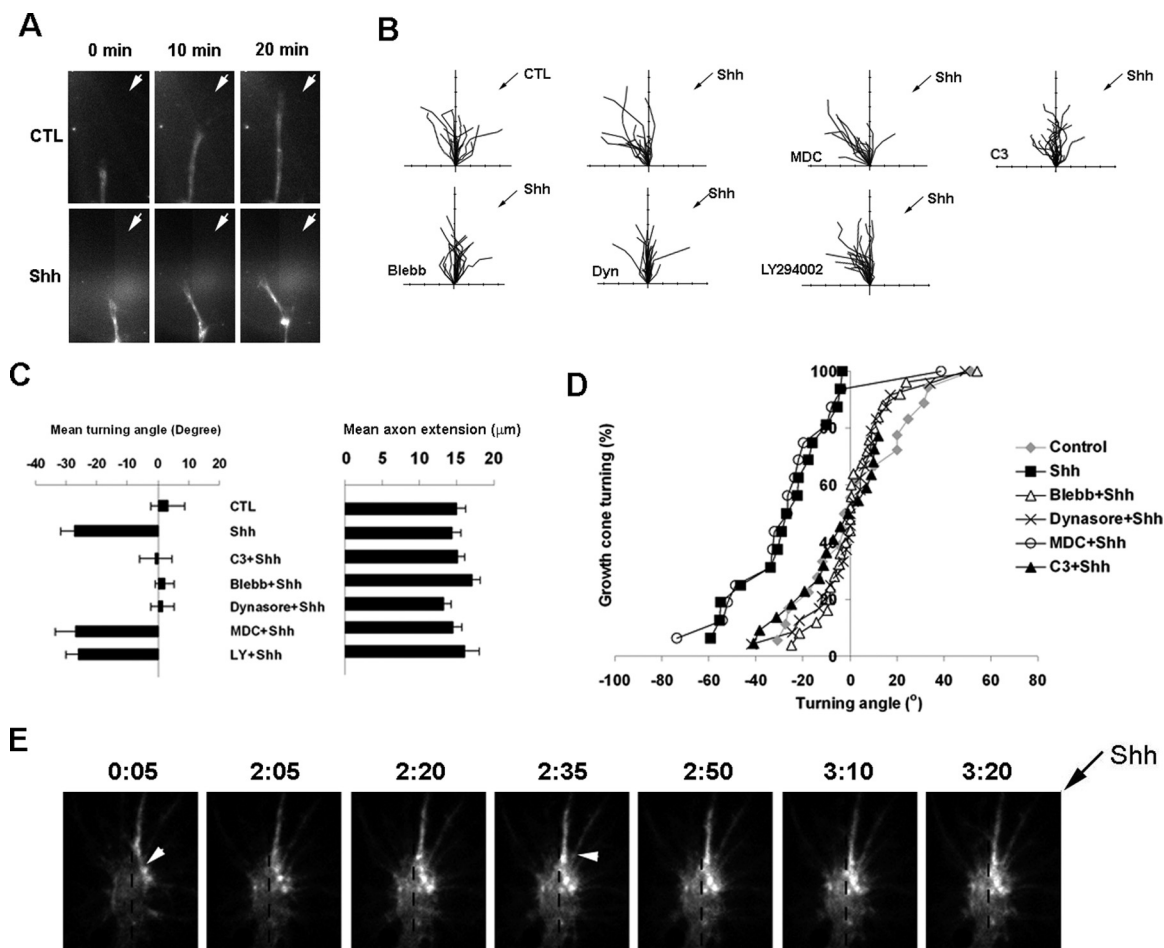 A
0 min 10 min 20 min
CTL
Shh
B
CTL
Shh
MDC
Shh
C3
Shh
Blebb
Shh
Dyn
Shh
LY294002
Shh
C
Mean turning angle (Degree)
-40 -30 -20 -10 0 10 20
Mean axon extension (μm)
0 5 10 15 20
CTL
Shh
C3+Shh
Blebb+Shh
Dynasore+Shh
MDC+Shh
LY+Shh
D
Growth cone turning (%)
100
80
60
40
20
0
-100 -80 -60 -40 -20 0 20 40 60 80
Turning angle (o)
Control
Shh
Blebb+Shh
Dynasore+Shh
MDC+Shh
C3+Shh
E
0:05 2:05 2:20 2:35 2:50 3:10 3:20
Shh